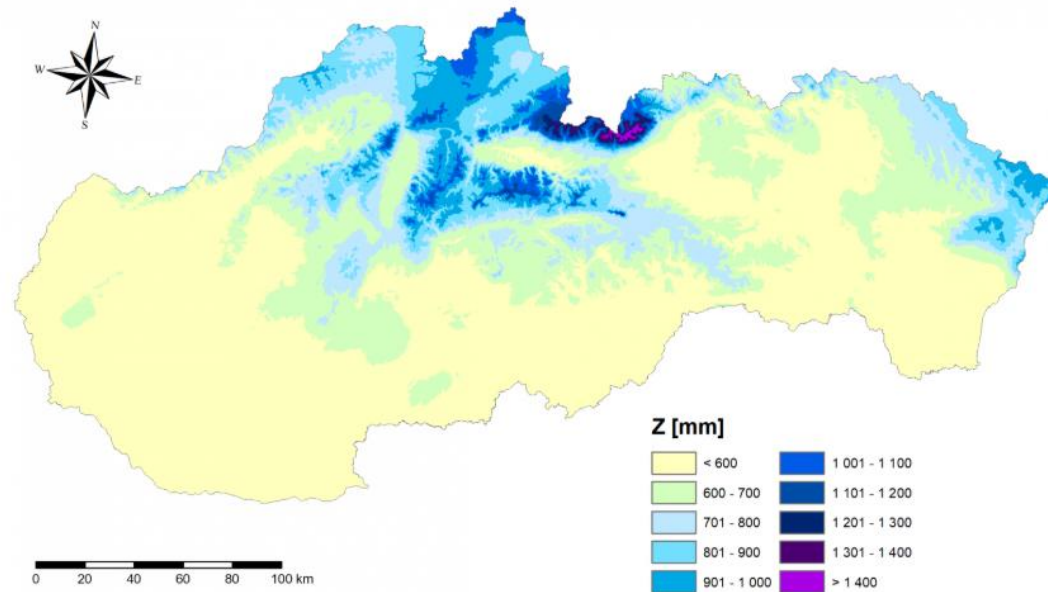 N
W
E
S
Z [mm]
< 600
600 - 700
701 - 800
801 - 900
901 - 1 000
1 001 - 1 100
1 101 - 1 200
1 201 - 1 300
1 301 - 1 400
> 1 400
0 20 40 60 80 100 km